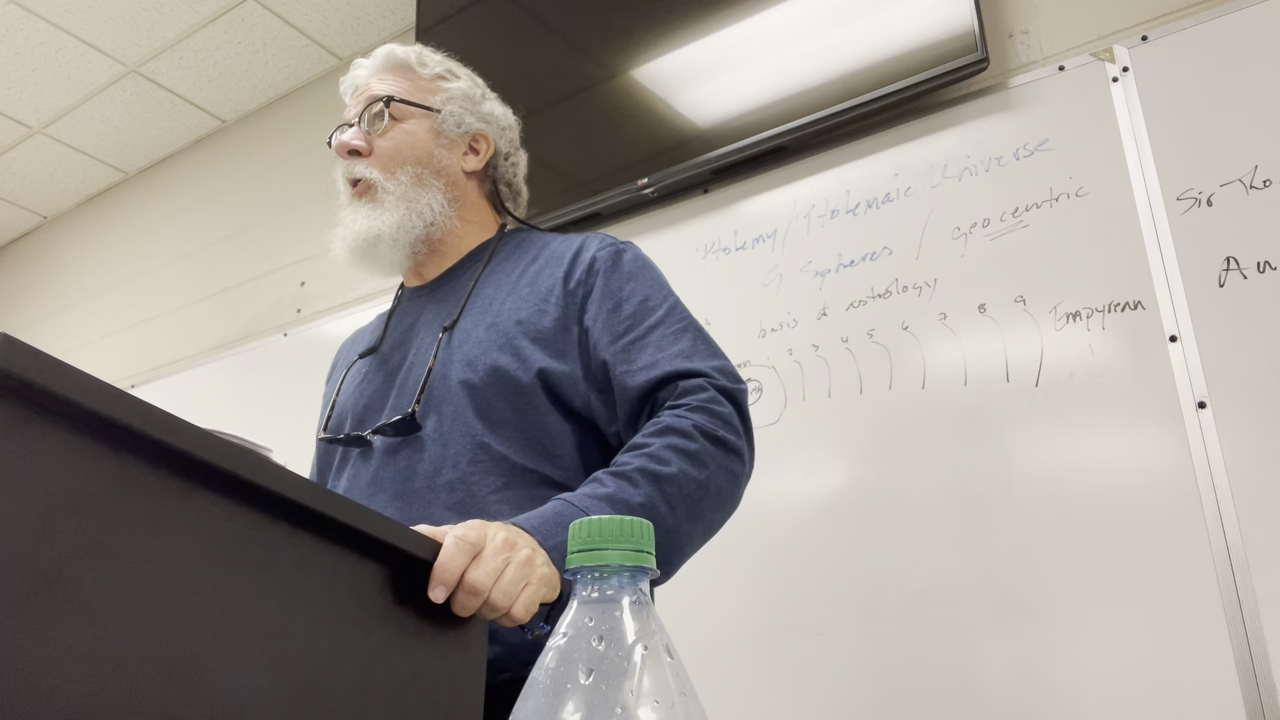 Ptolemy / Ptolemaic Universe
9 Spheres / geocentric
basis of astrology
2 3 4 5 6 7 8 9 Empyrean
Sir Tho
Au